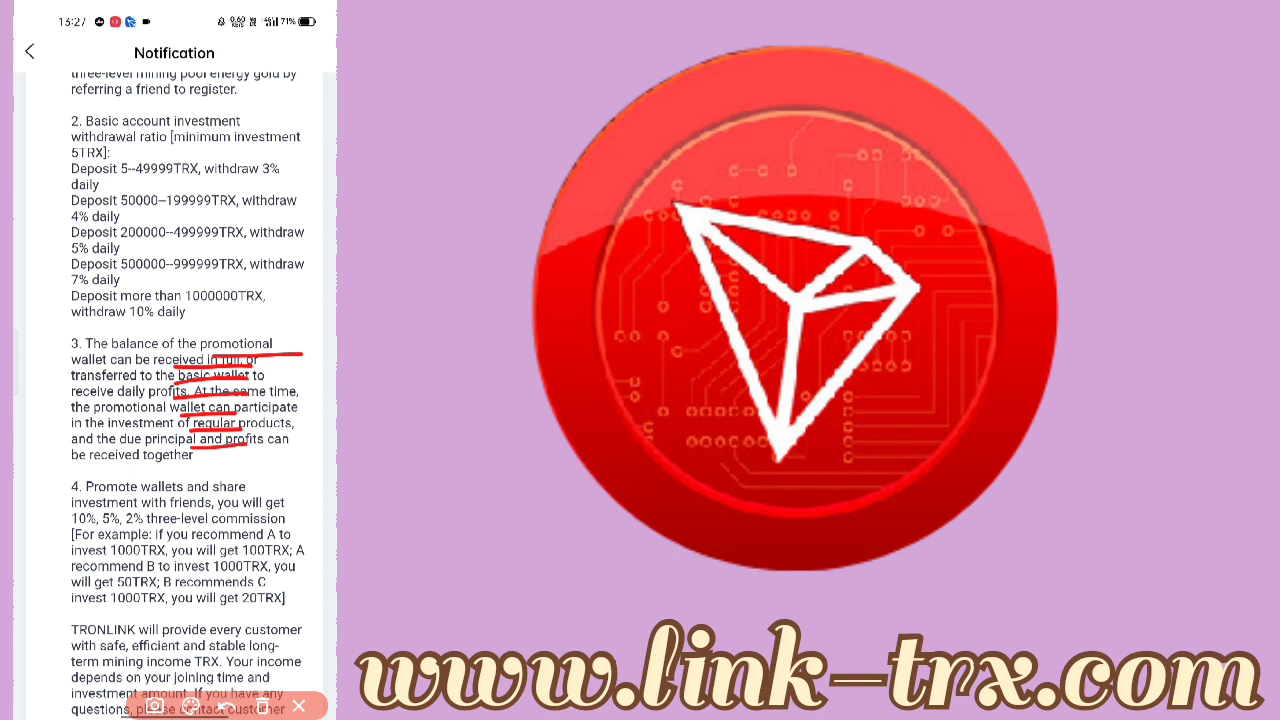 13:27
0.60
71%
Notification
three-level mining pool energy gold by
referring a friend to register.
2. Basic account investment
withdrawal ratio [minimum investment
5TRX]:
Deposit 5--49999TRX, withdraw 3%
daily
Deposit 50000--199999TRX, withdraw
4% daily
Deposit 200000--499999TRX, withdraw
5% daily
Deposit 500000--999999TRX, withdraw
7% daily
Deposit more than 1000000TRX,
withdraw 10% daily
3. The balance of the promotional
wallet can be received in full, or
transferred to the basic wallet to
receive daily profits. At the same time,
the promotional wallet can participate
in the investment of regular products,
and the due principal and profits can
be received together
4. Promote wallets and share
investment with friends, you will get
10%, 5%, 2% three-level commission
[For example: if you recommend A to
invest 1000TRX, you will get 100TRX; A
recommend B to invest 1000TRX, you
will get 50TRX; B recommends C
invest 1000TRX, you will get 20TRX]
TRONLINK will provide every customer
with safe, efficient and stable long-
term mining income TRX. Your income
depends on your joining time and
investment amount. If you have any
questions, please contact customer
www.link-trx.com